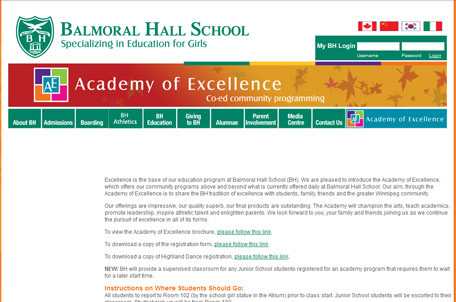 BALMORAL HALL SCHOOL
Specializing in Education for Girls
BH
My BH Login
Username
Password
Login
AE
Academy of Excellence
Co-ed community programming
About BH
Admissions
Boarding
BH Athletics
BH Education
Giving to BH
Alumnae
Parent Involvement
Media Centre
Contact Us
Academy of Excellence
Excellence is the base of our education program at Balmoral Hall School (BH). We are pleased to introduce the Academy of Excellence,
which offers our community programs above and beyond what is currently offered daily at Balmoral Hall School. Our aim, through the
Academy of Excellence is to share the BH tradition of excellence with students, family, friends and the greater Winnipeg community.
Our offerings are impressive, our quality superb, our final products are outstanding. The Academy will champion the arts, teach academics,
promote leadership, inspire athletic talent and enlighten parents. We look forward to you, your family and friends joining us as we continue
the pursuit of excellence in all of its forms!
To view the Academy of Excellence brochure, please follow this link.
To download a copy of the registration form, please follow this link.
To download a copy of Highland Dance registration, please follow this link.
NEW: BH will provide a supervised classroom for any Junior School students registered for an academy program that requires them to wait
for a later start time.
Instructions on Where Students Should Go:
All students to report to Room 102 (by the school girl statue in the Atrium) prior to class start. Junior School students will be escorted to their